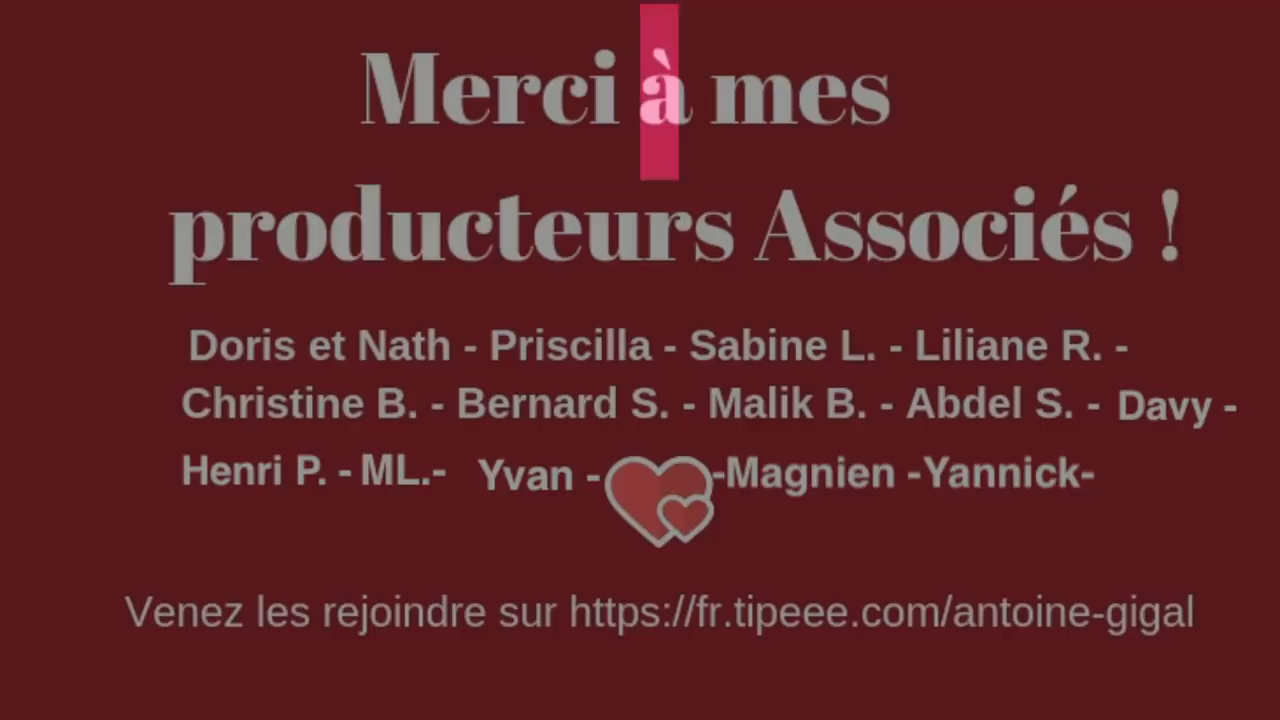 Merci à mes
producteurs Associés !
Doris et Nath - Priscilla - Sabine L. - Liliane R. -
Christine B. - Bernard S. - Malik B. - Abdel S. - Davy -
Henri P. - ML.- Yvan - -Magnien -Yannick-
Venez les rejoindre sur https://fr.tipeee.com/antoine-gigal